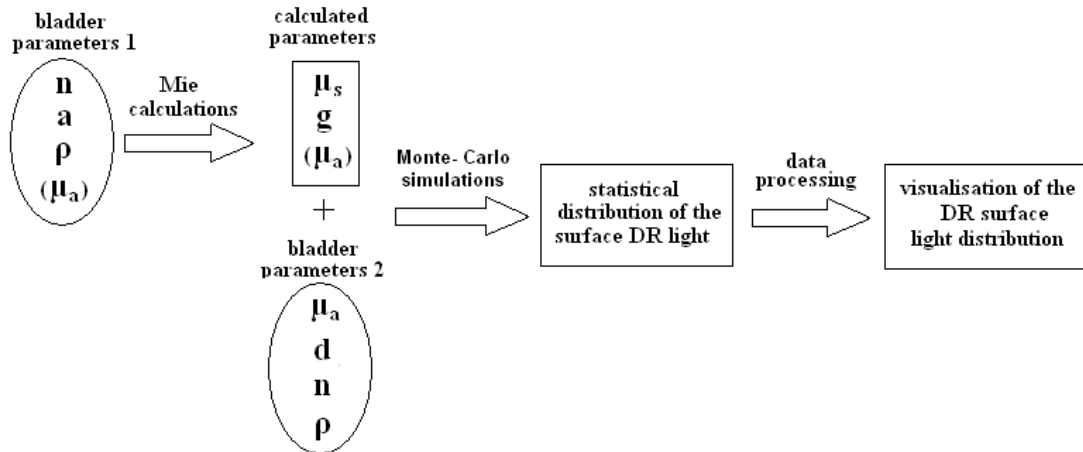 bladder
parameters 1
n
a
ρ
(μa)
Mie
calculations
calculated
parameters
μs
g
(μa)
+
bladder
parameters 2
μa
d
n
ρ
Monte- Carlo
simulations
statistical
distribution of the
surface DR light
data
processing
visualisation of the
DR surface
light distribution